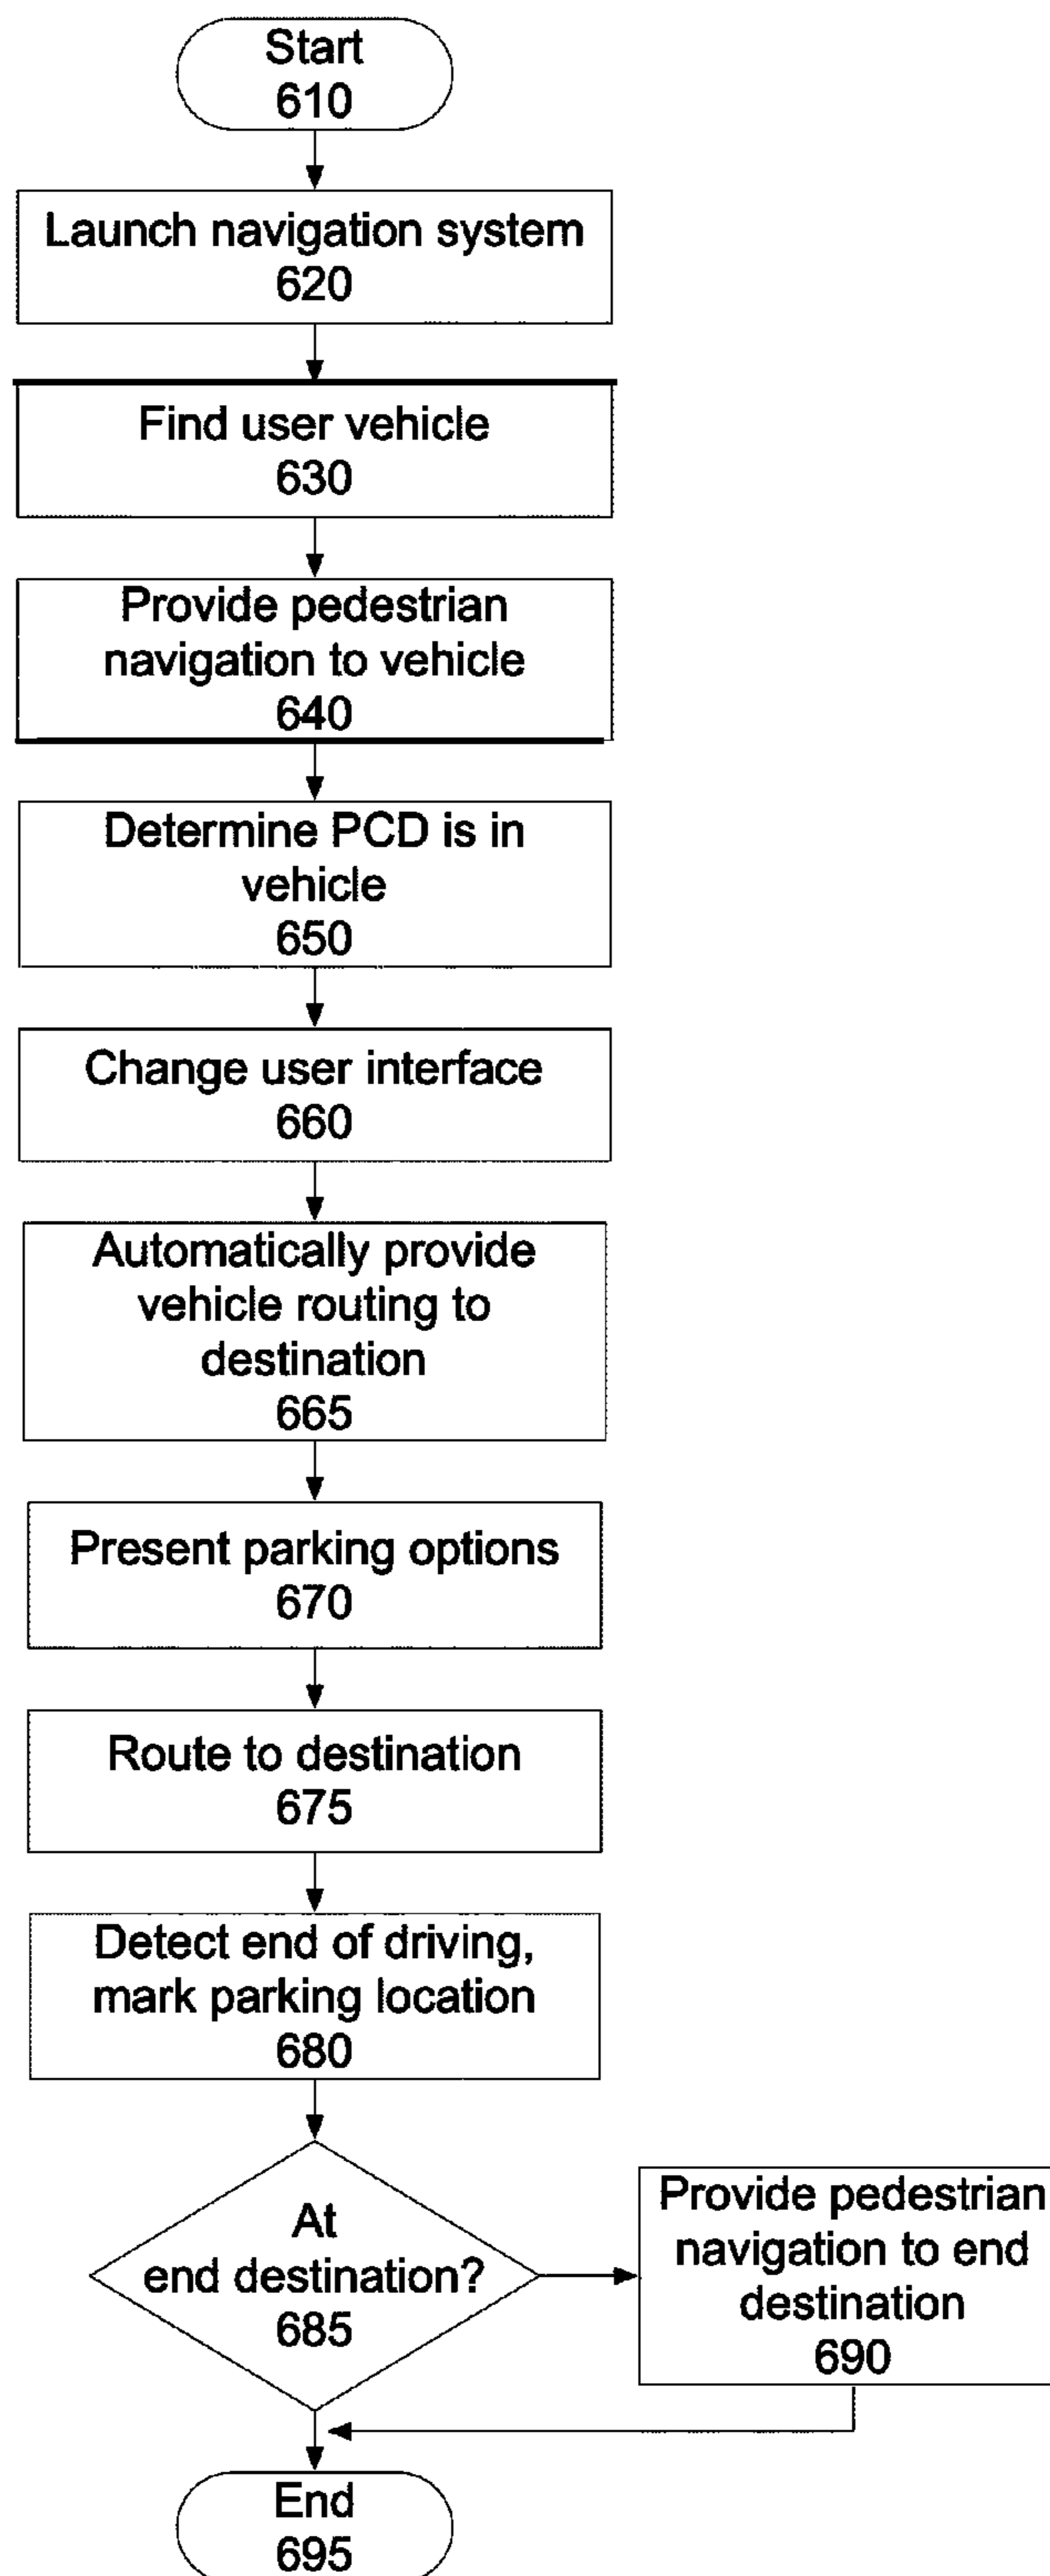 Start
610
Launch navigation system
620
Find user vehicle
630
Provide pedestrian
navigation to vehicle
640
Determine PCD is in
vehicle
650
Change user interface
660
Automatically provide
vehicle routing to
destination
665
Present parking options
670
Route to destination
675
Detect end of driving,
mark parking location
680
At
end destination?
685
Provide pedestrian
navigation to end
destination
690
End
695